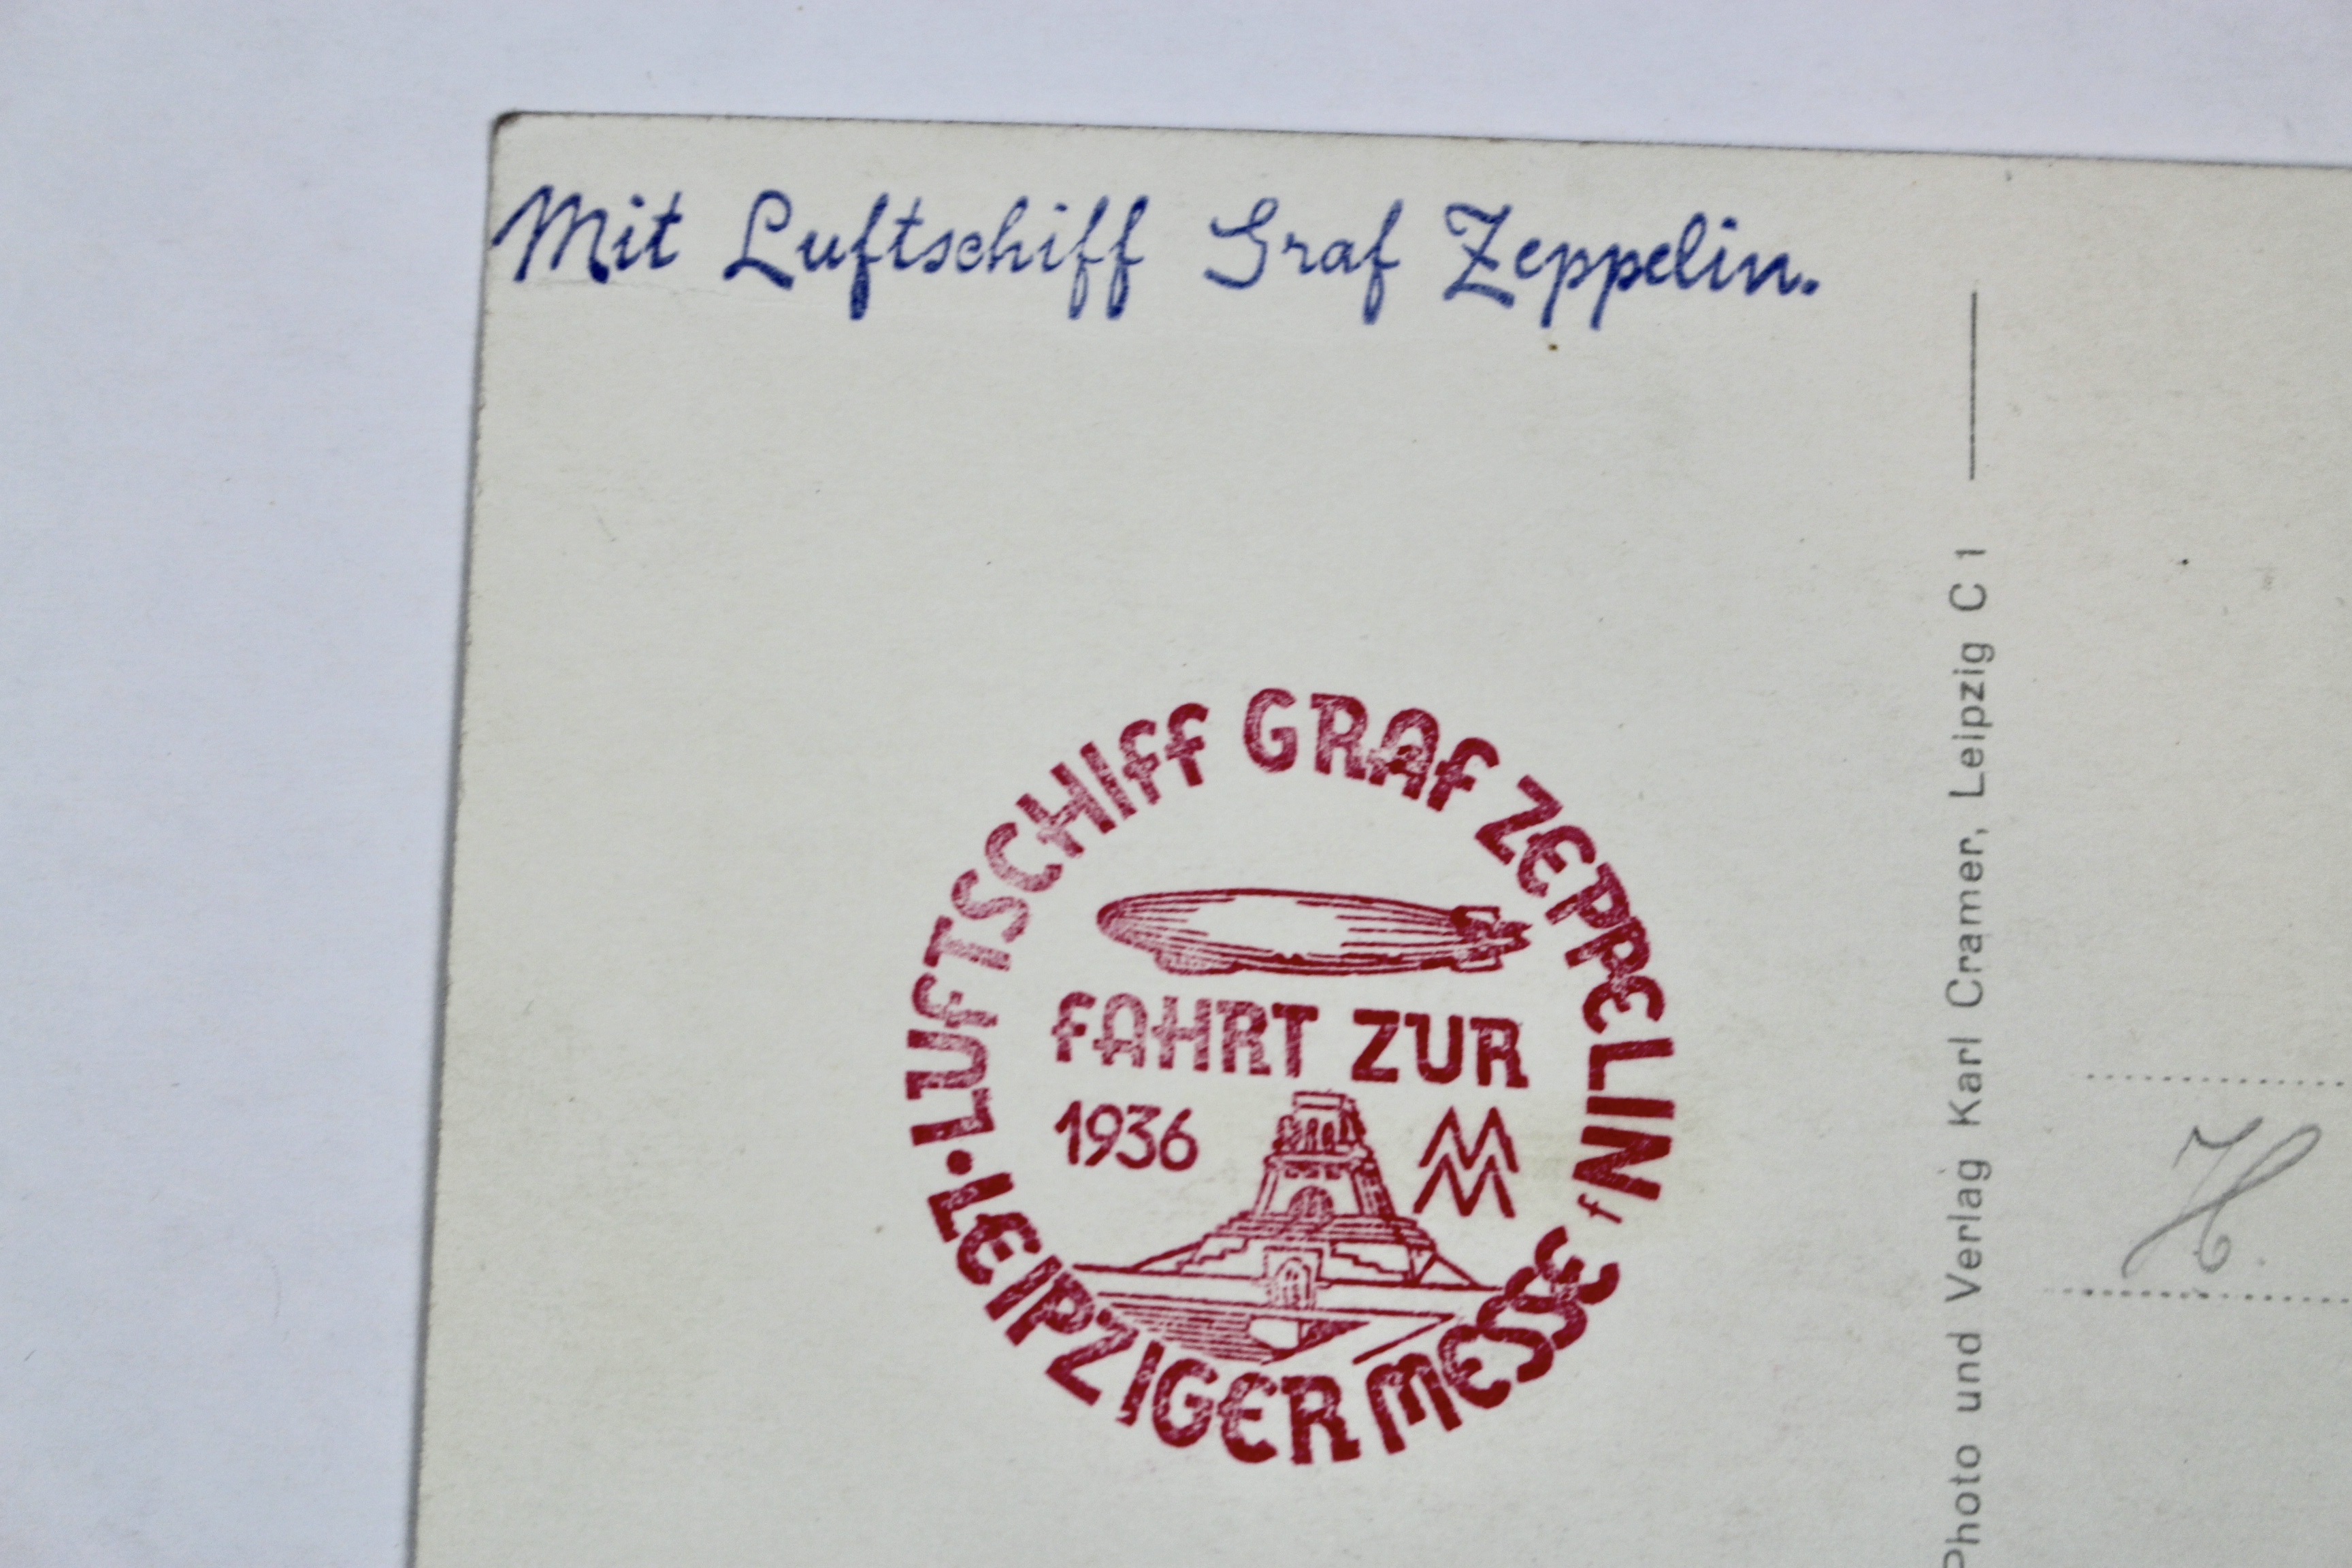 Mit Luftschiff Graf Zeppelin.
LUFTSCHIFF GRAF ZEPPELIN
FAHRT ZUR
1936 MM
f
• LEIPZIGER MESSE
Photo und Verlag Karl Cramer, Leipzig C 1
H.